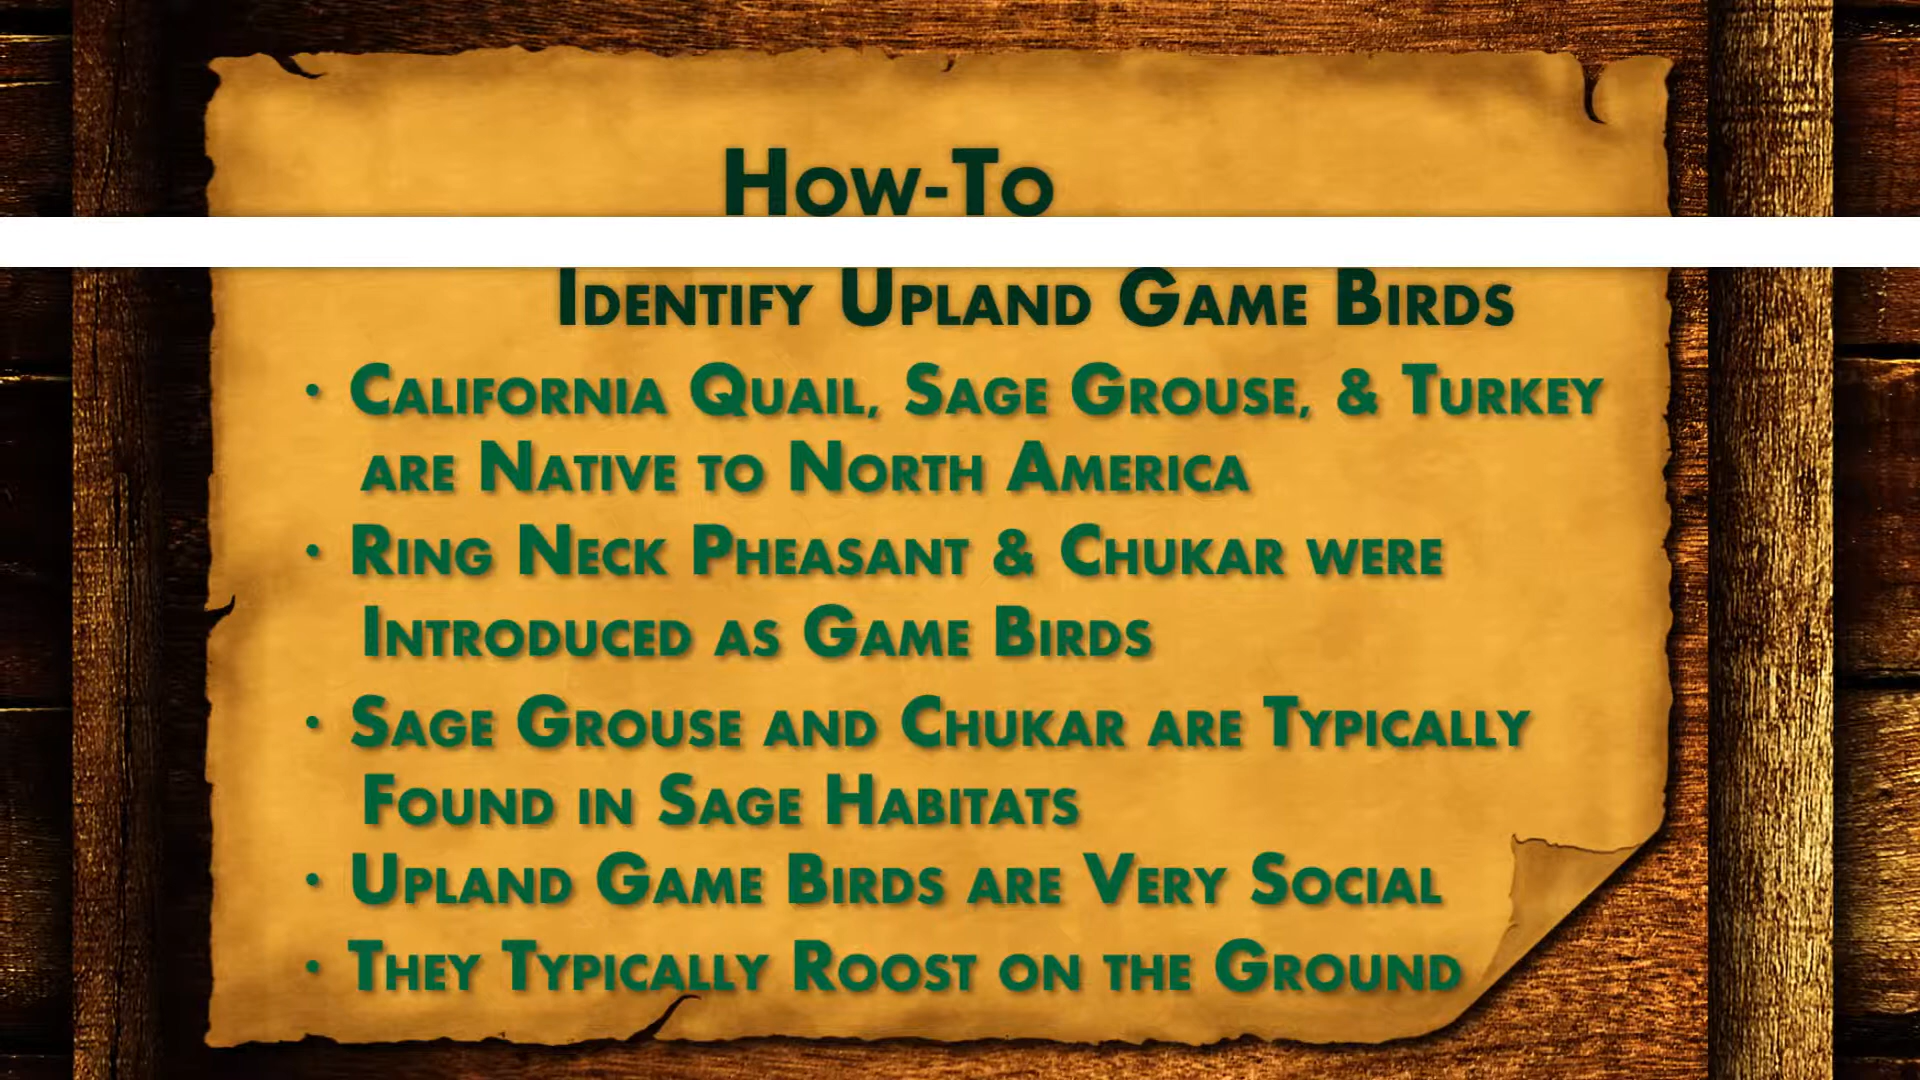 How-To
Identify Upland Game Birds
• California Quail, Sage Grouse, & Turkey
are Native to North America
• Ring Neck Pheasant & Chukar were
Introduced as Game Birds
• Sage Grouse and Chukar are Typically
Found in Sage Habitats
• Upland Game Birds are Very Social
• They Typically Roost on the Ground